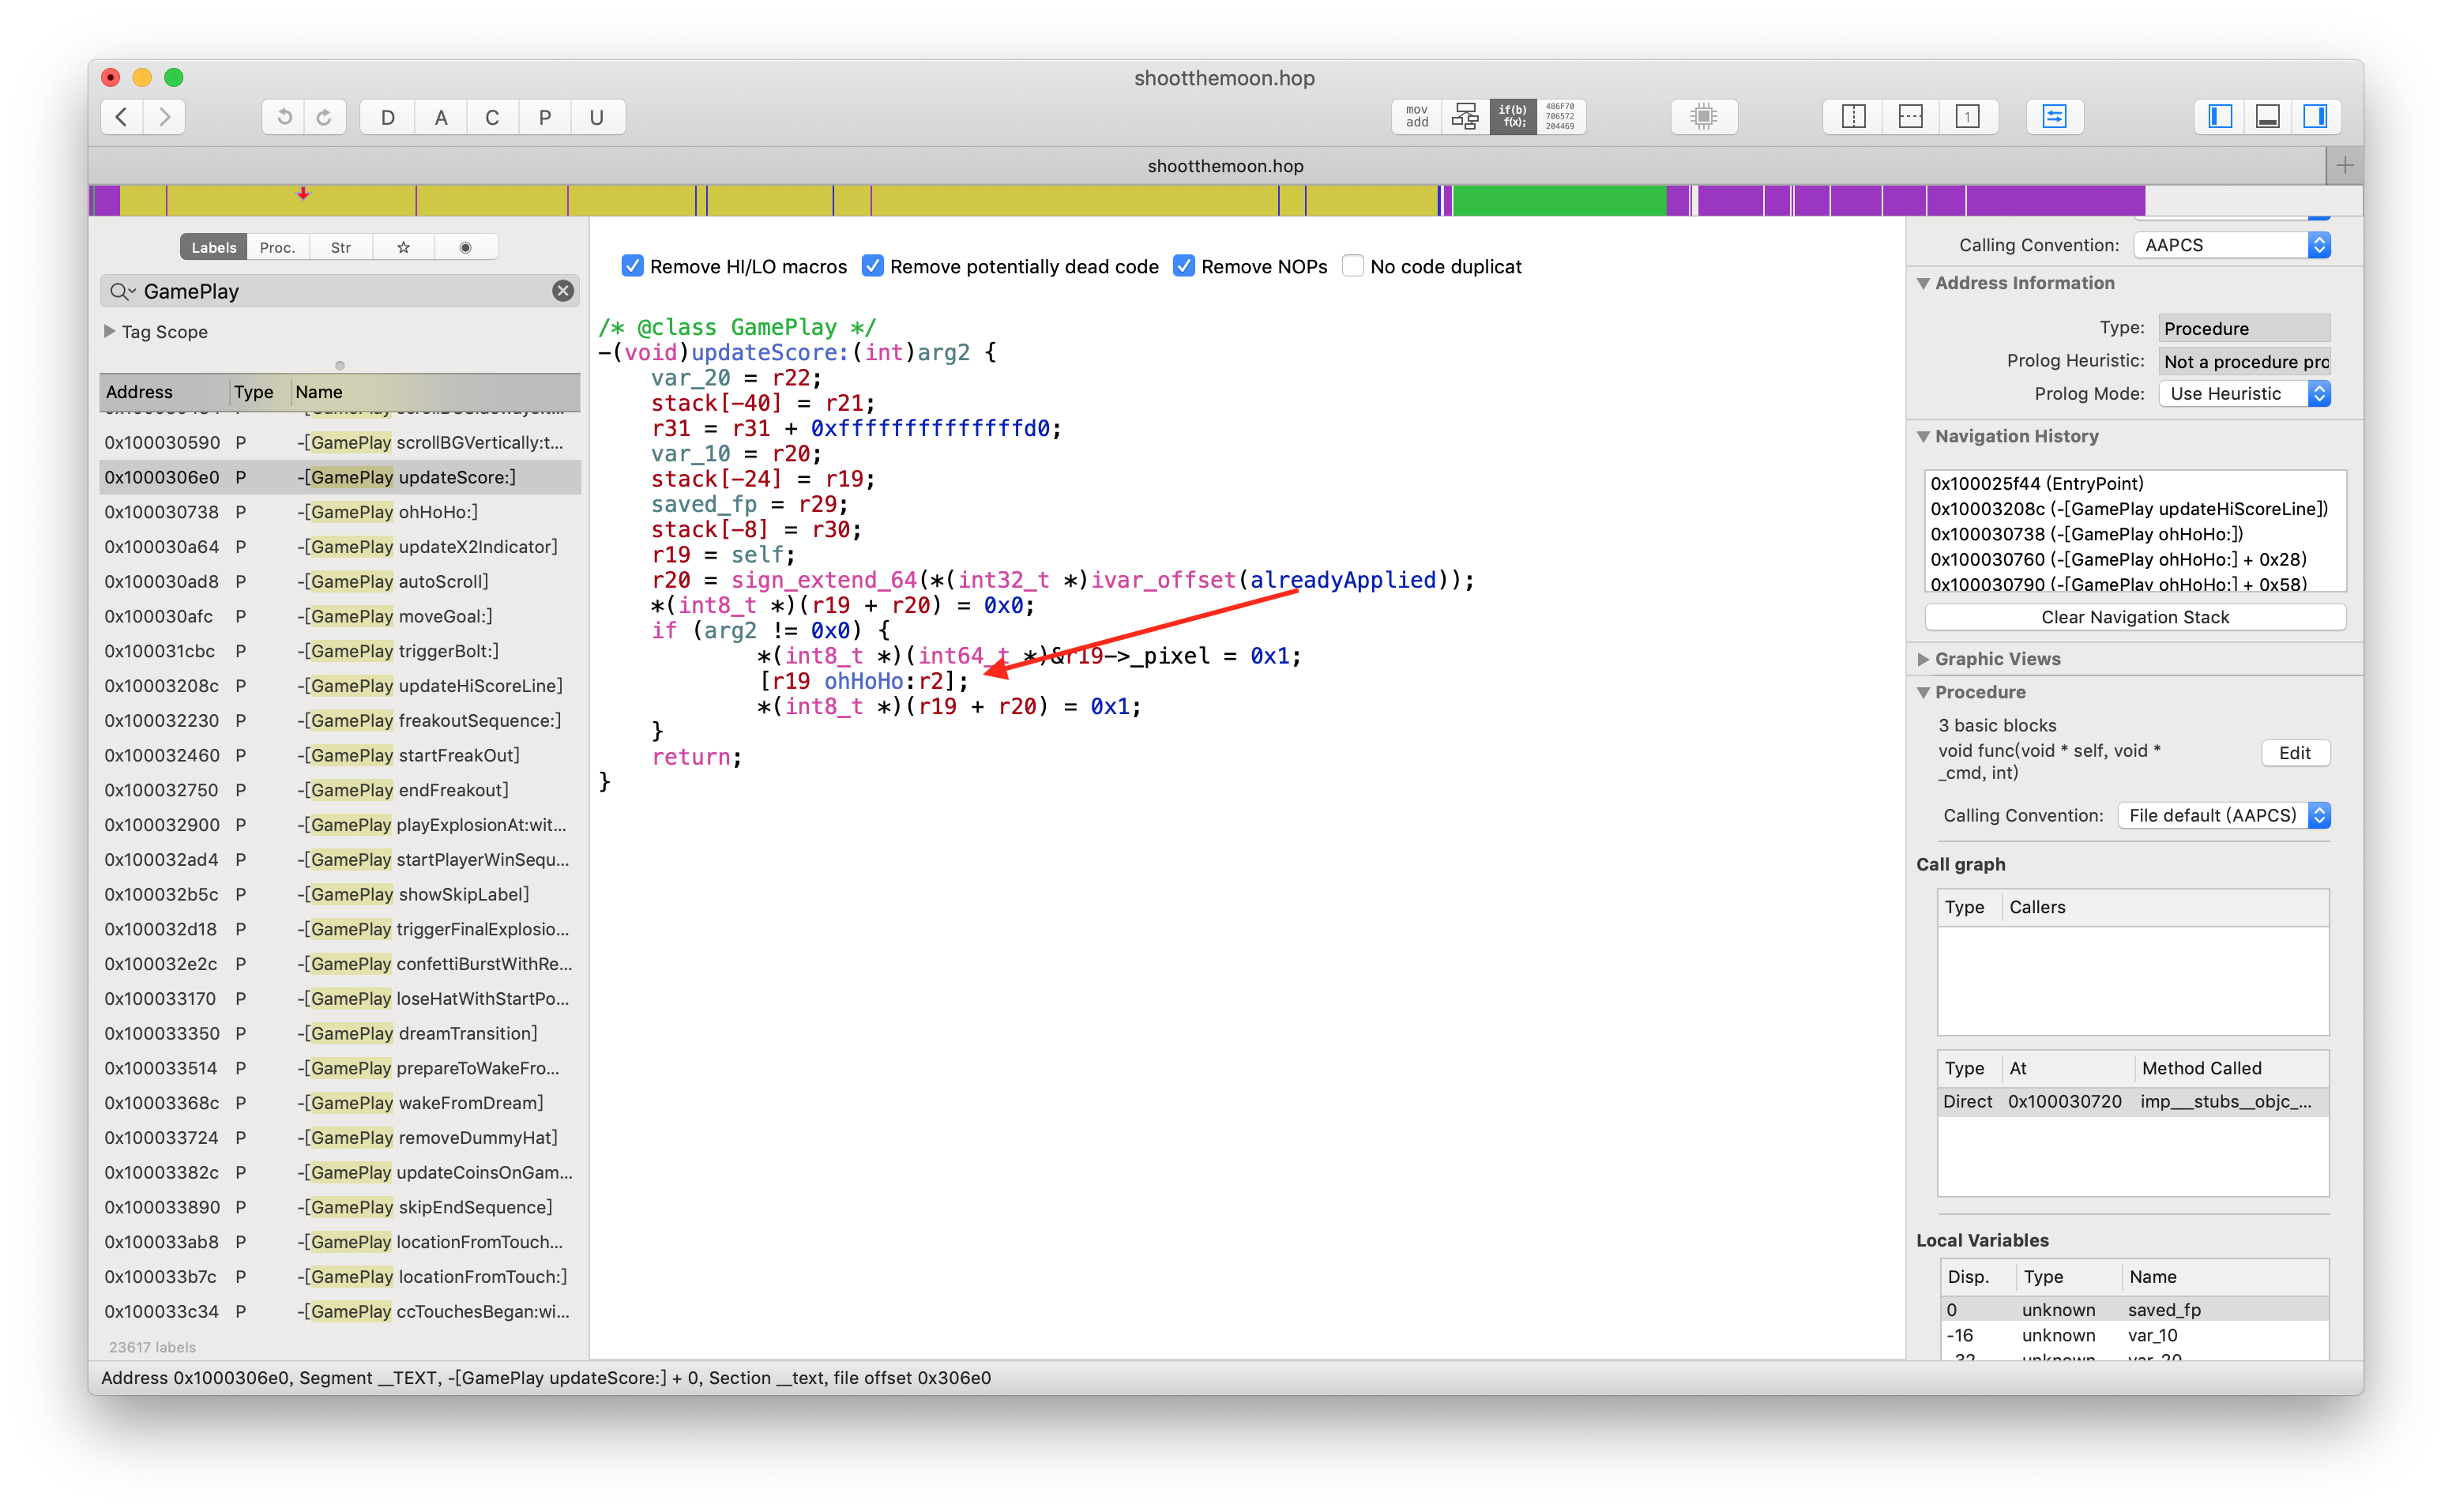 shootthemoon.hop
D A C P U
mov add
if(b) f(x);
486F70 706572 204469
1
shootthemoon.hop
Labels Proc. Str
GamePlay
Tag Scope
Address Type Name
0x100030590 P -[GamePlay scrollBGVertically:t...
0x1000306e0 P -[GamePlay updateScore:]
0x100030738 P -[GamePlay ohHoHo:]
0x100030a64 P -[GamePlay updateX2Indicator]
0x100030ad8 P -[GamePlay autoScroll]
0x100030afc P -[GamePlay moveGoal:]
0x100031cbc P -[GamePlay triggerBolt:]
0x10003208c P -[GamePlay updateHiScoreLine]
0x100032230 P -[GamePlay freakoutSequence:]
0x100032460 P -[GamePlay startFreakOut]
0x100032750 P -[GamePlay endFreakout]
0x100032900 P -[GamePlay playExplosionAt:wit...
0x100032ad4 P -[GamePlay startPlayerWinSequ...
0x100032b5c P -[GamePlay showSkipLabel]
0x100032d18 P -[GamePlay triggerFinalExplosio...
0x100032e2c P -[GamePlay confettiBurstWithRe...
0x100033170 P -[GamePlay loseHatWithStartPo...
0x100033350 P -[GamePlay dreamTransition]
0x100033514 P -[GamePlay prepareToWakeFro...
0x10003368c P -[GamePlay wakeFromDream]
0x100033724 P -[GamePlay removeDummyHat]
0x10003382c P -[GamePlay updateCoinsOnGam...
0x100033890 P -[GamePlay skipEndSequence]
0x100033ab8 P -[GamePlay locationFromTouch...
0x100033b7c P -[GamePlay locationFromTouch:]
0x100033c34 P -[GamePlay ccTouchesBegan:wi...
23617 labels
Remove HI/LO macros Remove potentially dead code Remove NOPs No code duplicat
/* @class GamePlay */
-(void)updateScore:(int)arg2 {
var_20 = r22;
stack[-40] = r21;
r31 = r31 + 0xffffffffffffffd0;
var_10 = r20;
stack[-24] = r19;
saved_fp = r29;
stack[-8] = r30;
r19 = self;
r20 = sign_extend_64(*(int32_t *)ivar_offset(alreadyApplied));
*(int8_t *)(r19 + r20) = 0x0;
if (arg2 != 0x0) {
*(int8_t *)(int64_t *)&r19->_pixel = 0x1;
[r19 ohHoHo:r2];
*(int8_t *)(r19 + r20) = 0x1;
}
return;
}
Calling Convention: AAPCS
Address Information
Type: Procedure
Prolog Heuristic: Not a procedure pro
Prolog Mode: Use Heuristic
Navigation History
0x100025f44 (EntryPoint)
0x10003208c (-[GamePlay updateHiScoreLine])
0x100030738 (-[GamePlay ohHoHo:])
0x100030760 (-[GamePlay ohHoHo:] + 0x28)
0x100030790 (-[GamePlay ohHoHo:] + 0x58)
Clear Navigation Stack
Graphic Views
Procedure
3 basic blocks
void func(void * self, void *
_cmd, int)
Edit
Calling Convention: File default (AAPCS)
Call graph
Type Callers
Type At Method Called
Direct 0x100030720 imp___stubs__objc_...
Local Variables
Disp. Type Name
0 unknown saved_fp
-16 unknown var_10
-32 unknown var_20
Address 0x1000306e0, Segment __TEXT, -[GamePlay updateScore:] + 0, Section __text, file offset 0x306e0